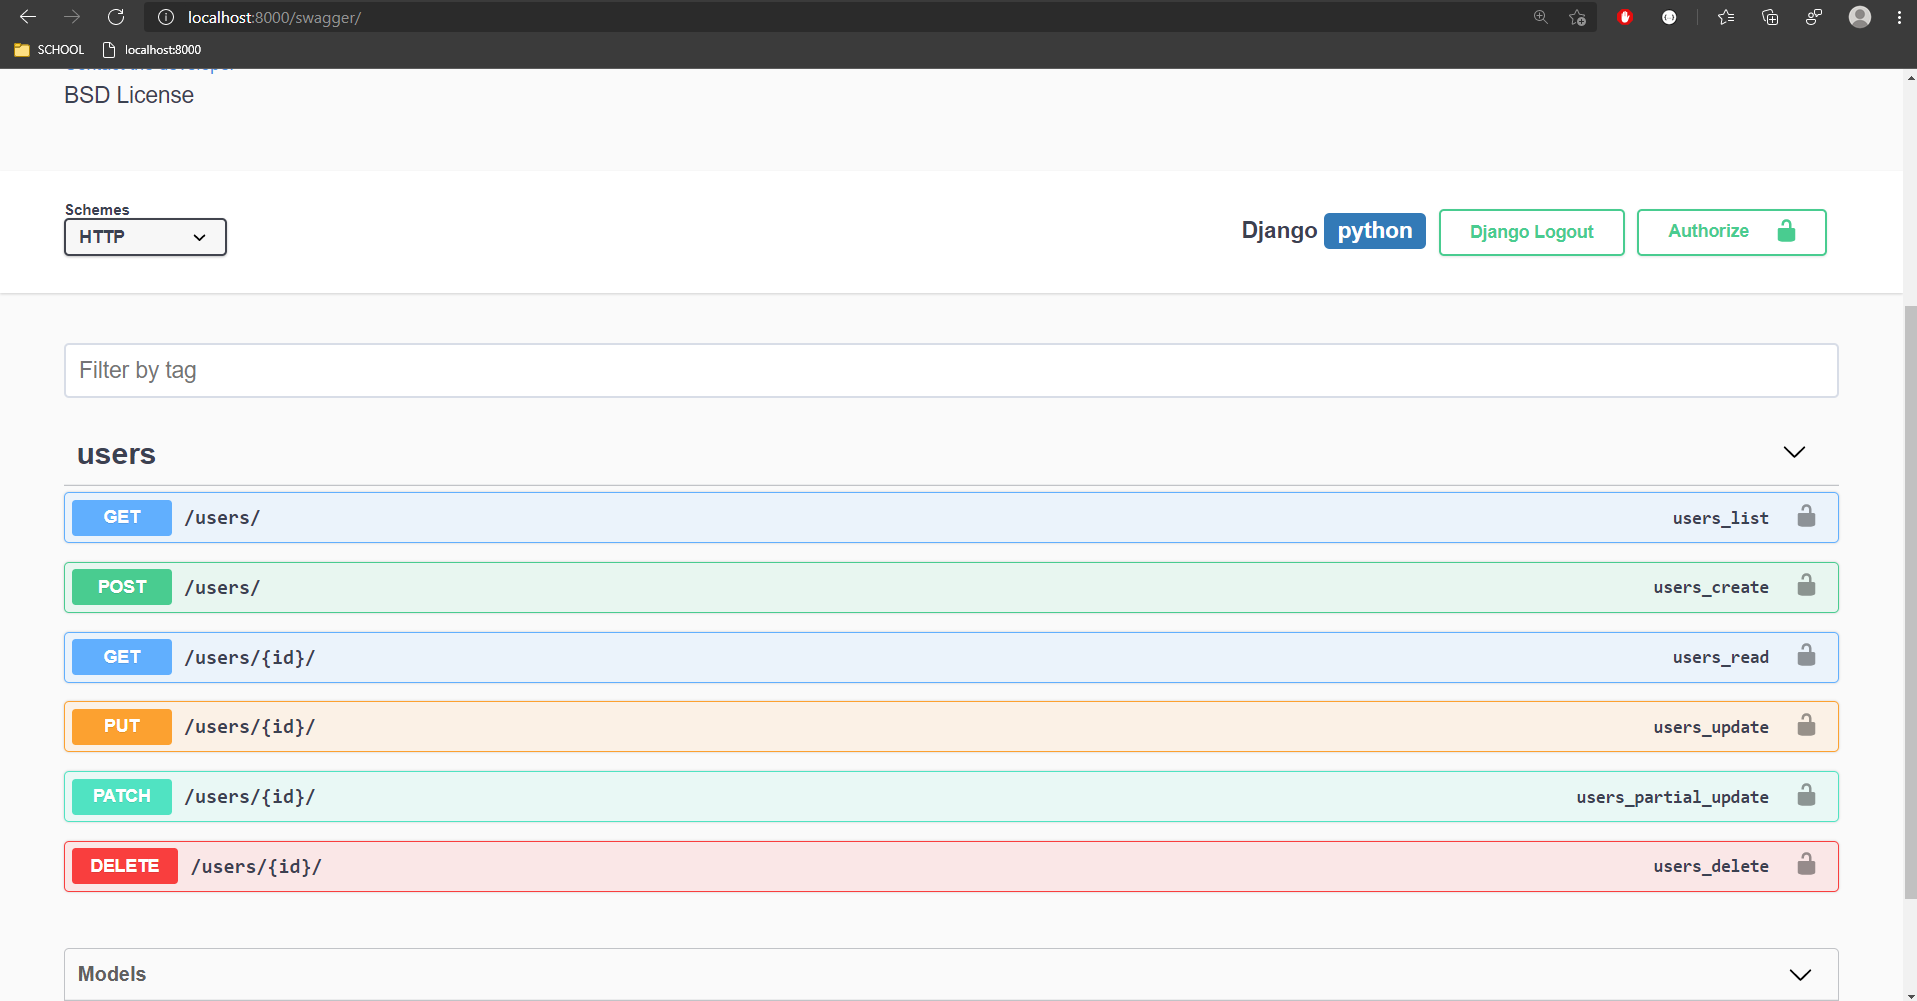 localhost:8000/swagger/
SCHOOL localhost:8000
BSD License
Schemes
HTTP
Django python Django Logout Authorize
Filter by tag
users
GET /users/ users_list
POST /users/ users_create
GET /users/{id}/ users_read
PUT /users/{id}/ users_update
PATCH /users/{id}/ users_partial_update
DELETE /users/{id}/ users_delete
Models